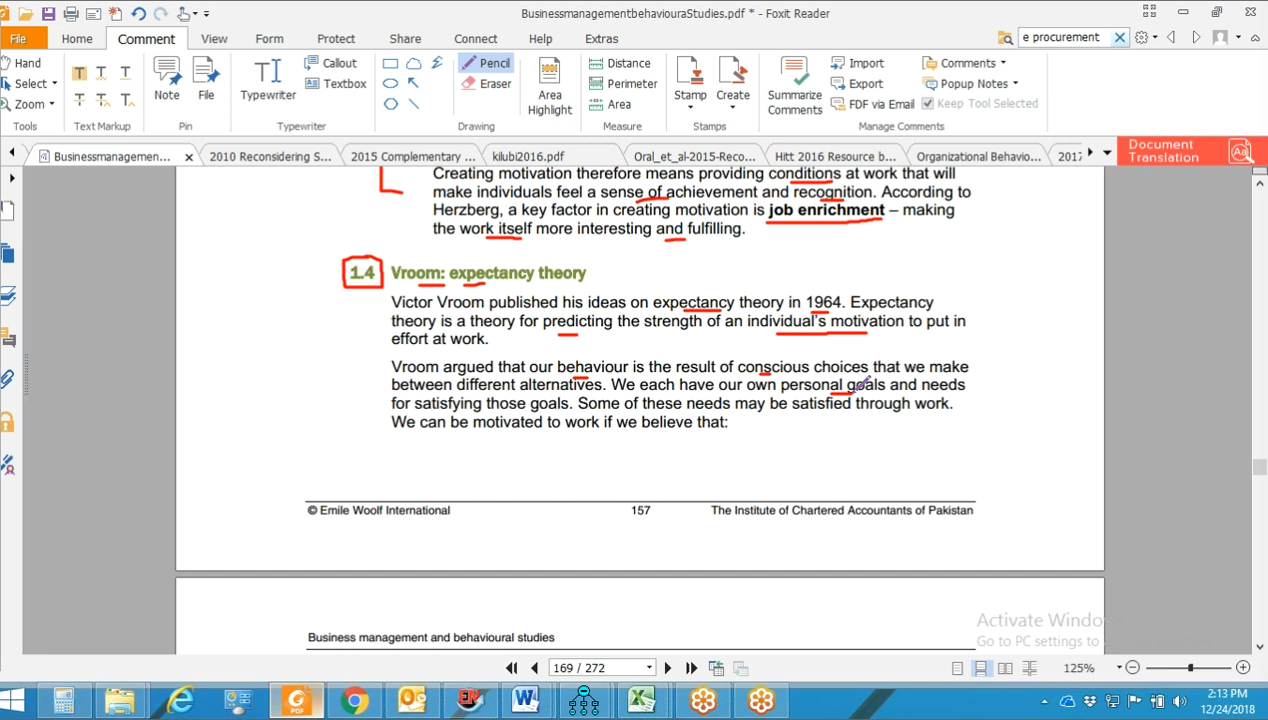 BusinessmanagementbehaviouraStudies.pdf * - Foxit Reader
File Home Comment View Form Protect Share Connect Help Extras e procurement
Hand
Select
Zoom
Tools
T T T
T T T
Text Markup
Note File
Pin
Typewriter Callout
Textbox
Typewriter
Pencil
Eraser
Area Highlight
Drawing
Distance
Perimeter
Area
Measure
Stamp Create
Stamps
Summarize Comments
Import
Export
FDF via Email
Comments
Popup Notes
Keep Tool Selected
Manage Comments
Businessmanagemen... 2010 Reconsidering S... 2015 Complementary ... kilubi2016.pdf Oral_et_al-2015-Reco... Hitt 2016 Resource b... Organizational Behavio... 2017
Document Translation
Creating motivation therefore means providing conditions at work that will
make individuals feel a sense of achievement and recognition. According to
Herzberg, a key factor in creating motivation is job enrichment – making
the work itself more interesting and fulfilling.
1.4 Vroom: expectancy theory
Victor Vroom published his ideas on expectancy theory in 1964. Expectancy
theory is a theory for predicting the strength of an individual's motivation to put in
effort at work.
Vroom argued that our behaviour is the result of conscious choices that we make
between different alternatives. We each have our own personal goals and needs
for satisfying those goals. Some of these needs may be satisfied through work.
We can be motivated to work if we believe that:
© Emile Woolf International 157 The Institute of Chartered Accountants of Pakistan
Business management and behavioural studies
Activate Windo
Go to PC settings to
169 / 272 125%
2:13 PM
12/24/2018